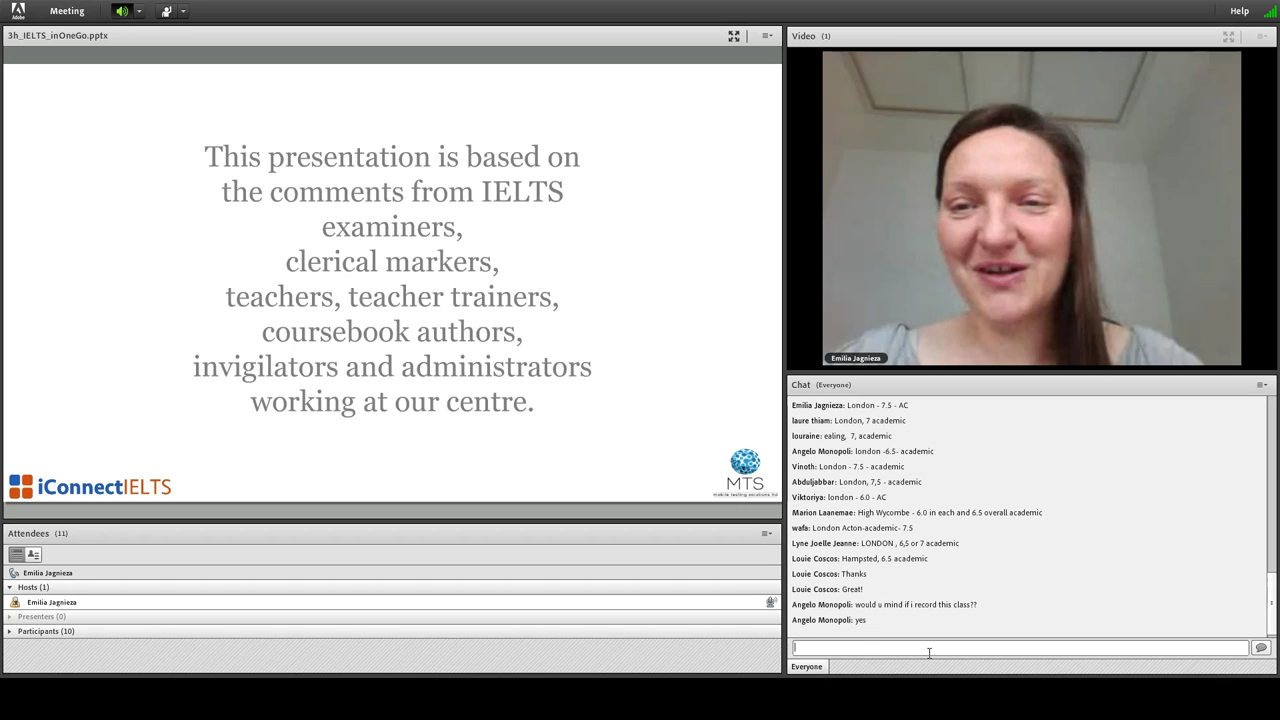 Adobe
Meeting
Help
3h_IELTS_inOneGo.pptx
This presentation is based on
the comments from IELTS
examiners,
clerical markers,
teachers, teacher trainers,
coursebook authors,
invigilators and administrators
working at our centre.
iConnectIELTS
MTS
mobile testing solutions ltd
Attendees (11)
Emilia Jagnieza
Hosts (1)
Emilia Jagnieza
Presenters (0)
Participants (10)
Video (1)
Emilia Jagnieza
Chat (Everyone)
Emilia Jagnieza: London - 7.5 - AC
laure thiam: London, 7 academic
louraine: ealing, 7, academic
Angelo Monopoli: london -6.5- academic
Vinoth: London - 7.5 - academic
Abduljabbar: London, 7,5 - academic
Viktoriya: london - 6.0 - AC
Marion Laanemae: High Wycombe - 6.0 in each and 6.5 overall academic
wafa: London Acton-academic- 7.5
Lyne Joelle Jeanne: LONDON , 6,5 or 7 academic
Louie Coscos: Hampsted, 6.5 academic
Louie Coscos: Thanks
Louie Coscos: Great!
Angelo Monopoli: would u mind if i record this class??
Angelo Monopoli: yes
Everyone